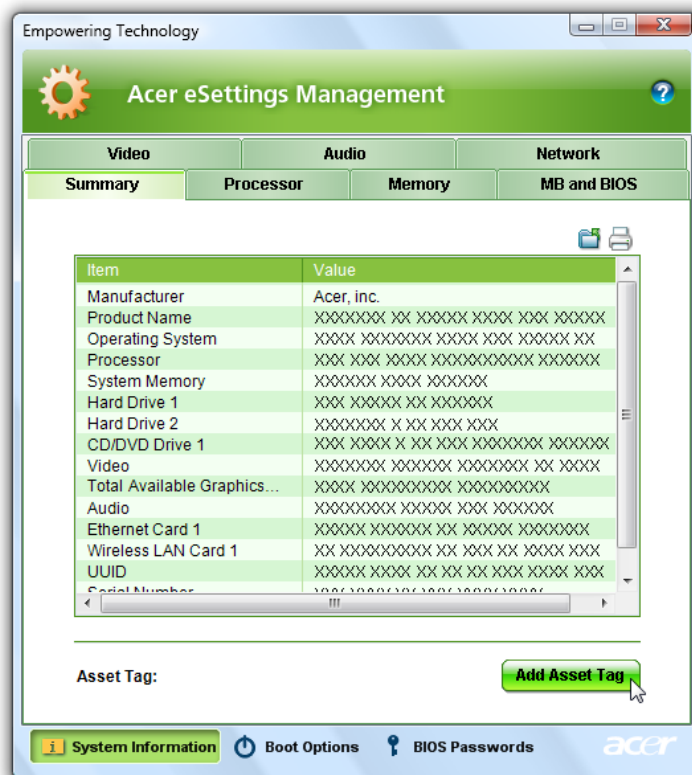 Empowering Technology
Acer eSettings Management
Video Audio Network
Summary Processor Memory MB and BIOS
Item Value
Manufacturer Acer, inc.
Product Name XXXXXXX XX XXXXX XXXX XXX XXXXX
Operating System XXXX XXXXXXX XXXX XXX XXXXX XX
Processor XXX XXX XXXX XXXXXXXXXX XXXXXX
System Memory XXXXXX XXXX XXXXXX
Hard Drive 1 XXX XXXXX XX XXXXXX
Hard Drive 2 XXXXXXX X XX XXX XXX
CD/DVD Drive 1 XXX XXXX X XX XXX XXXXXXX XXXXXX
Video XXXXXXX XXXXXX XXXXXXX XX XXXX
Total Available Graphics... XXXX XXXXXXXXXX XXXXXXXXX
Audio XXXXXXXX XXXXX XXX XXXXXX
Ethernet Card 1 XXXXX XXXXXX XX XXXXX XXXXXXX
Wireless LAN Card 1 XX XXXXXXXXX XX XXX XX XXXX XXX
UUID XXXXX XXXX XX XX XX XXX XXXX XXX
Serial Number
Asset Tag: Add Asset Tag
System Information Boot Options BIOS Passwords acer